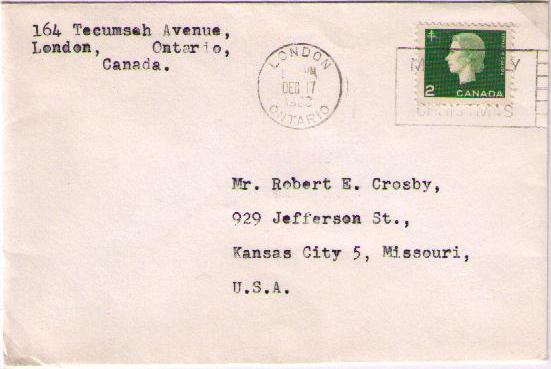 164 Tecumseh Avenue,
London, Ontario,
Canada.
LONDON
PM
DEC 17
ONTARIO
CHRISTMAS
2 CANADA
Mr. Robert E. Crosby,
929 Jefferson St.,
Kansas City 5, Missouri,
U.S.A.